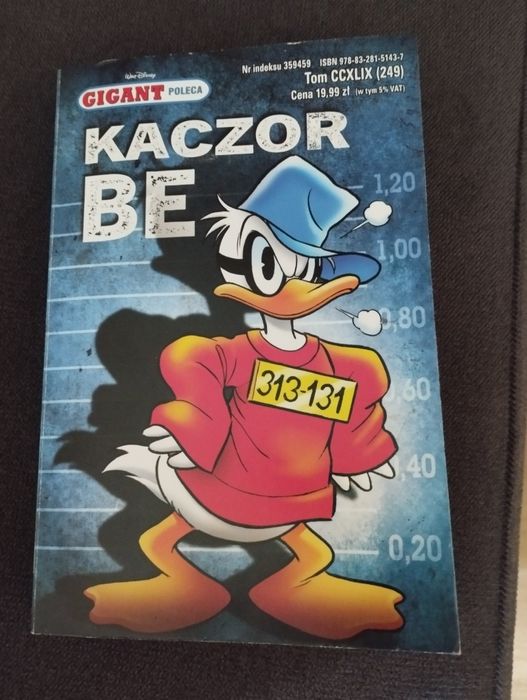 Nr indeksu 359459 ISBN 978-83-281-5143-7
Tom CCXLIX (249)
Cena 19,99 zł (w tym 5% VAT)
Walt Disney
GIGANT POLECA
KACZOR
BE
1,20
1,00
0,80
313-131
0,60
,40
0,20